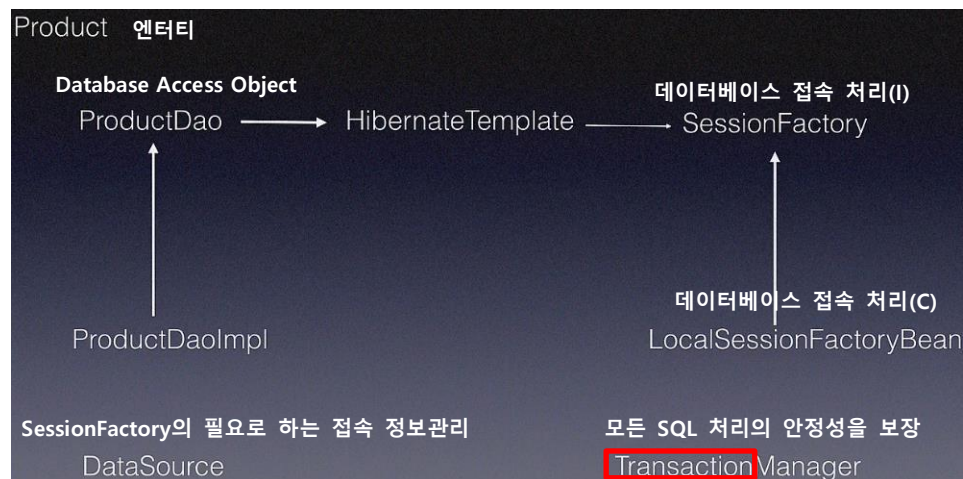 Product 엔터티
Database Access Object
데이터베이스 접속 처리(I)
ProductDao HibernateTemplate SessionFactory
데이터베이스 접속 처리(C)
ProductDaoImpl LocalSessionFactoryBean
SessionFactory의 필요로 하는 접속 정보관리 모든 SQL 처리의 안정성을 보장
DataSource TransactionManager